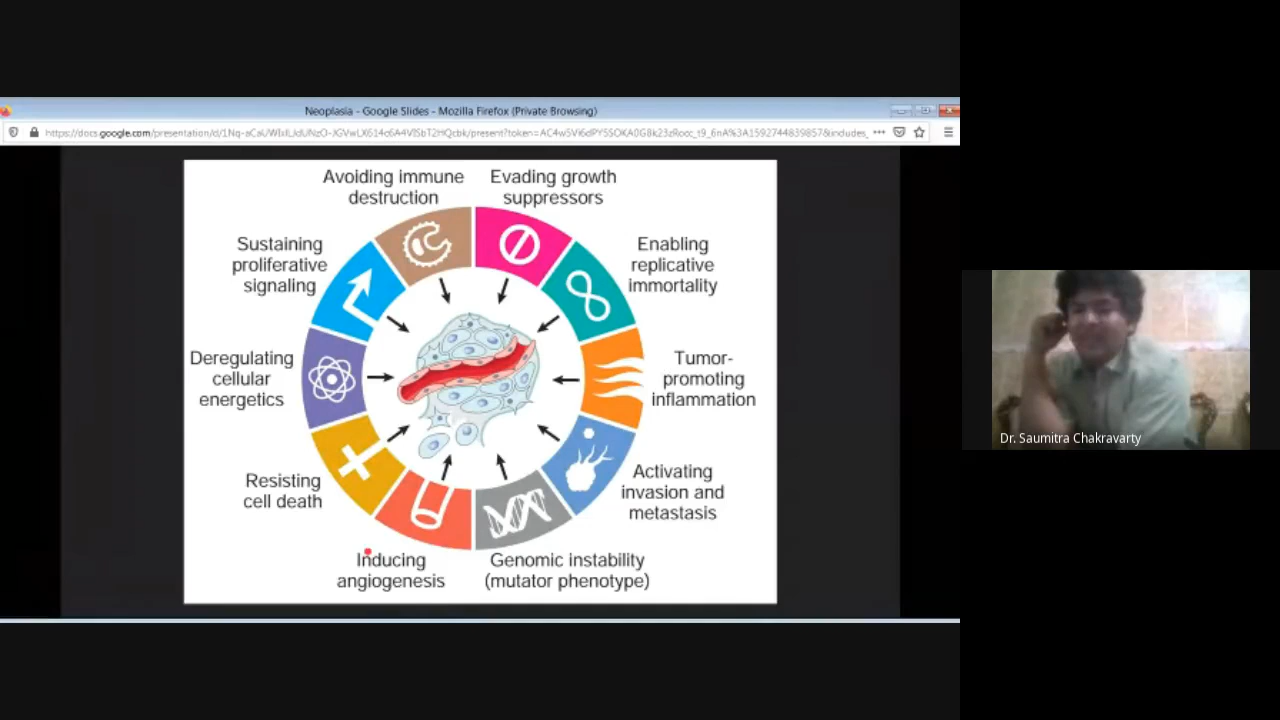 Neoplasia - Google Slides - Mozilla Firefox (Private Browsing)
Avoiding immune
destruction
Evading growth
suppressors
Sustaining
proliferative
signaling
Enabling
replicative
immortality
Deregulating
cellular
energetics
Tumor-
promoting
inflammation
Resisting
cell death
Activating
invasion and
metastasis
Inducing
angiogenesis
Genomic instability
(mutator phenotype)
Dr. Saumitra Chakravarty